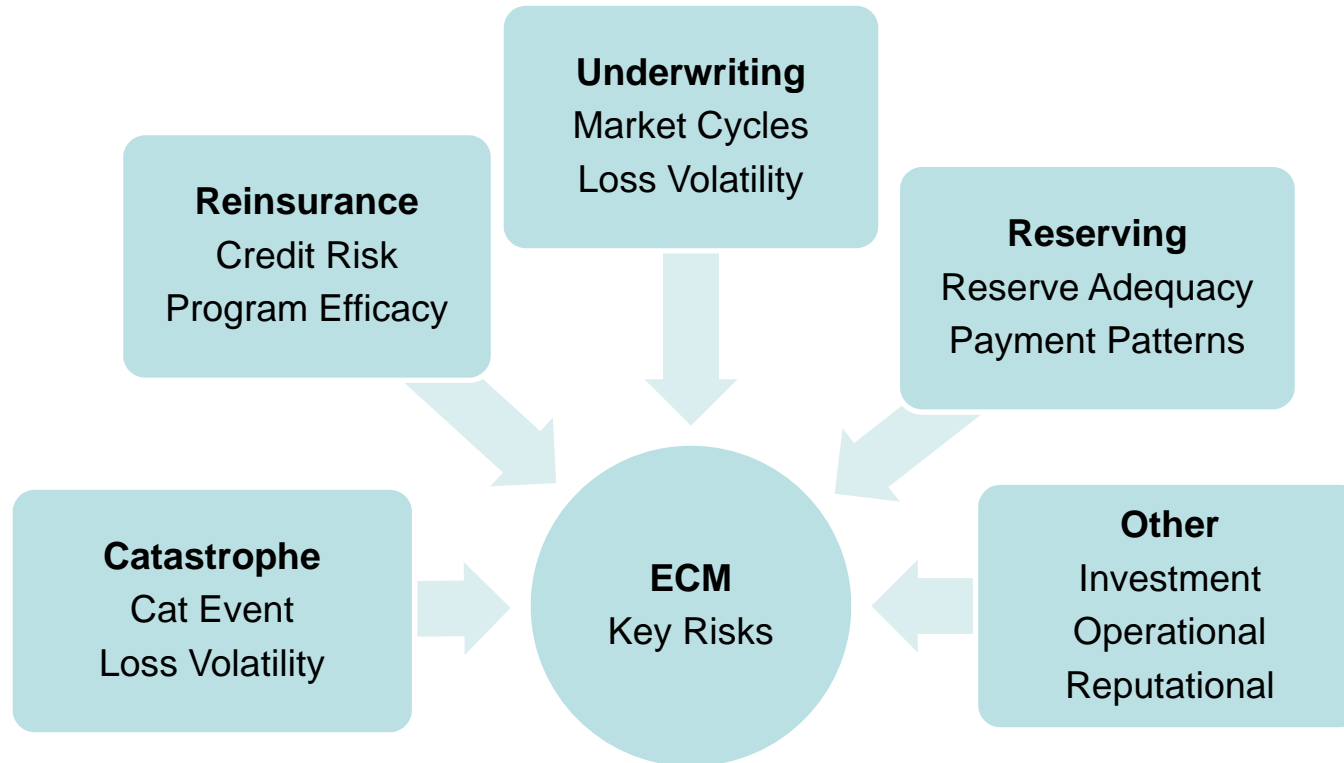 Underwriting
Market Cycles
Loss Volatility
Reinsurance
Credit Risk
Program Efficacy
Reserving
Reserve Adequacy
Payment Patterns
Catastrophe
Cat Event
Loss Volatility
ECM
Key Risks
Other
Investment
Operational
Reputational